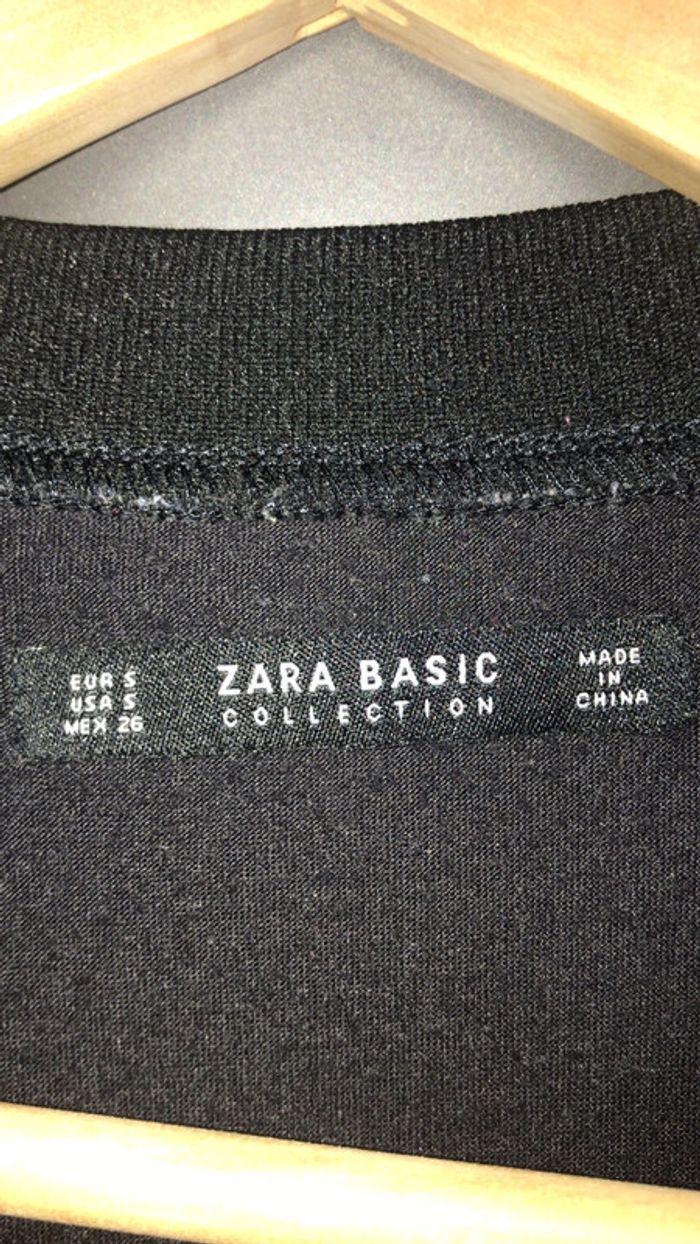 EUR S
USA S
MEX 26
ZARA BASIC
COLLECTION
MADE
IN
CHINA